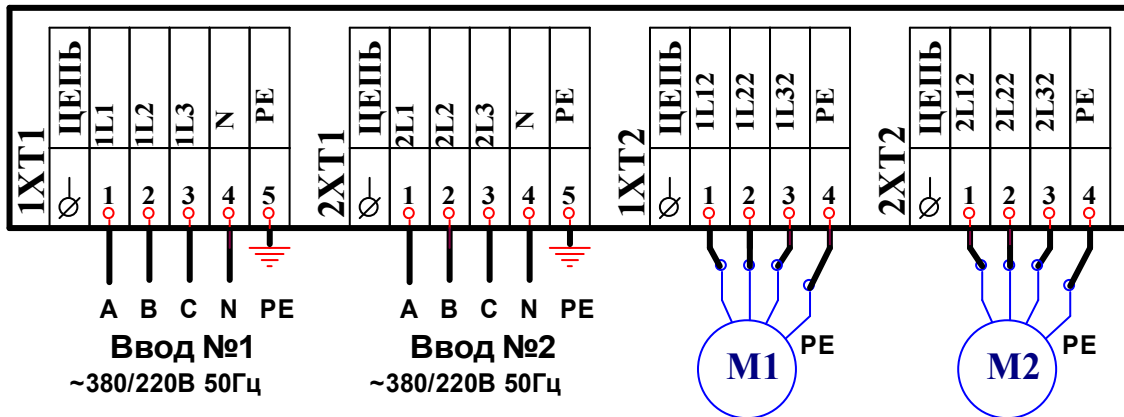 1XT1
ЦЕПЬ 1L1 1L2 1L3 N PE
1 2 3 4 5
A B C N PE
Ввод №1
~380/220В 50Гц
2XT1
ЦЕПЬ 2L1 2L2 2L3 N PE
1 2 3 4 5
A B C N PE
Ввод №2
~380/220В 50Гц
1XT2
ЦЕПЬ 1L12 1L22 1L32 PE
1 2 3 4
M1 PE
2XT2
ЦЕПЬ 2L12 2L22 2L32 PE
1 2 3 4
M2 PE